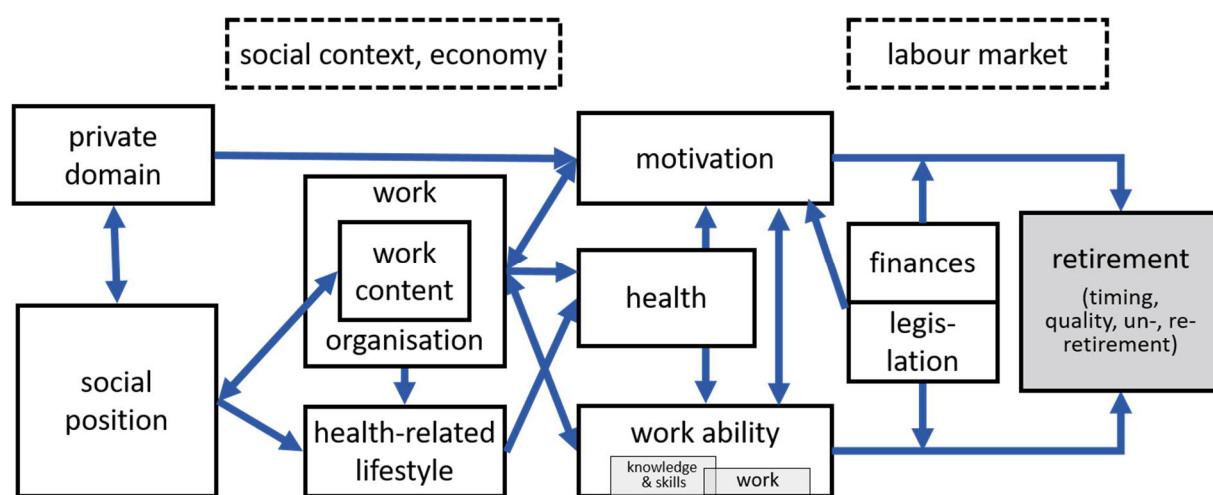 social context, economy
labour market
private
domain
motivation
work
work
content
organisation
health
finances
legis-
lation
retirement
(timing,
quality, un-, re-
retirement)
social
position
health-related
lifestyle
work ability
knowledge
& skills
work